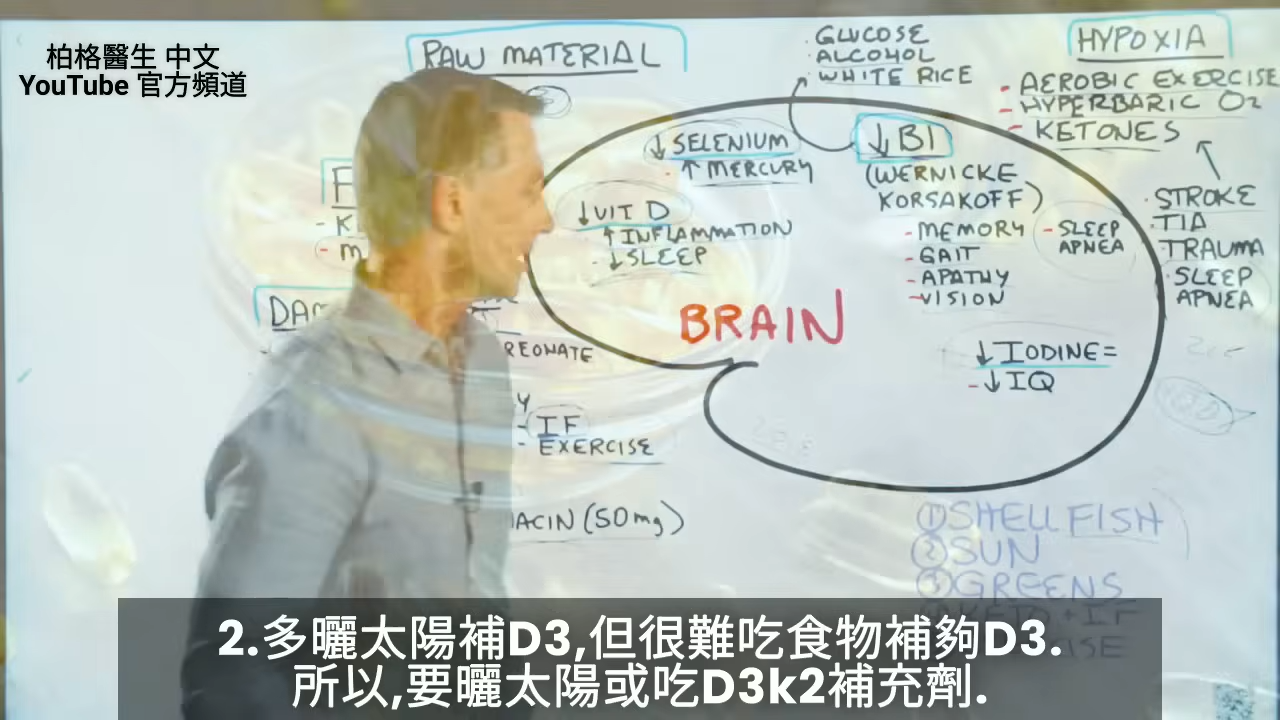 柏格醫生 中文
YouTube 官方頻道
RAW MATERIAL
· GLUCOSE
· ALCOHOL
· WHITE RICE
HYPOXIA
- AEROBIC EXERCISE
- HYPERBARIC O2
- KETONES
· STROKE
· TIA
· TRAUMA
· SLEEP
APNEA
↓ SELENIUM
· ↑ MERCURY
↓ VIT D
↑ INFLAMMATION
· ↓ SLEEP
↓ B1
(WERNICKE
KORSAKOFF)
- MEMORY
- GAIT
- APATHY
- VISION
- SLEEP
APNEA
BRAIN
↓ IODINE =
- ↓ IQ
F
- K
- M
DA
REONATE
Y
- IF
- EXERCISE
IACIN (50mg)
① SHELLFISH
② SUN
③ GREENS
+ IF
ISE
2.多曬太陽補D3,但很難吃食物補夠D3.
所以,要曬太陽或吃D3k2補充劑.